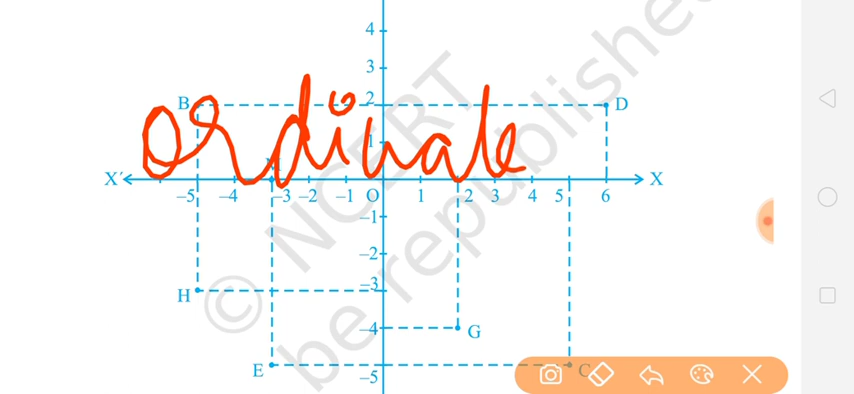 4
3
B 2 D
ordinate
1
M
X′ –5 –4 –3 –2 –1 O 1 2 3 4 5 6 X
–1
–2
H –3
–4 G
E –5 C
© NCERT
be republished